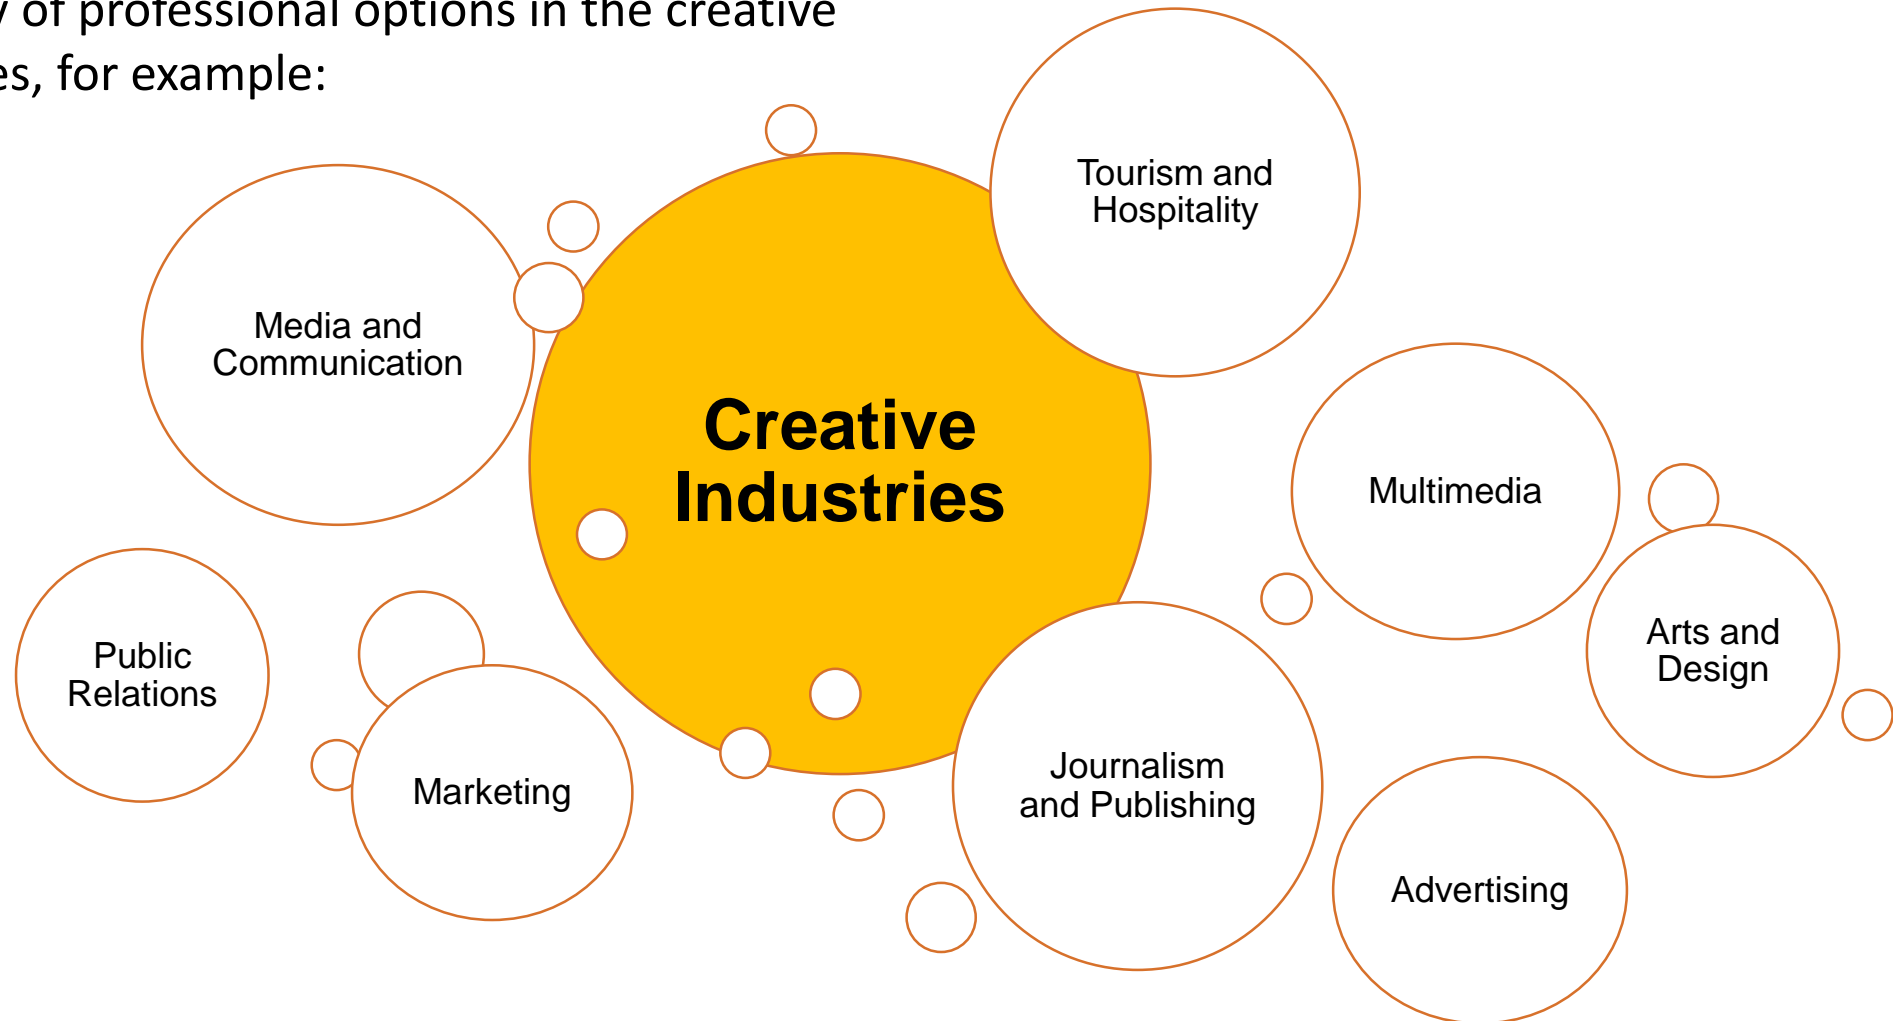 of professional options in the creative
es, for example:
Tourism and
Hospitality
Media and
Communication
Creative
Industries
Multimedia
Arts and
Design
Public
Relations
Marketing
Journalism
and Publishing
Advertising